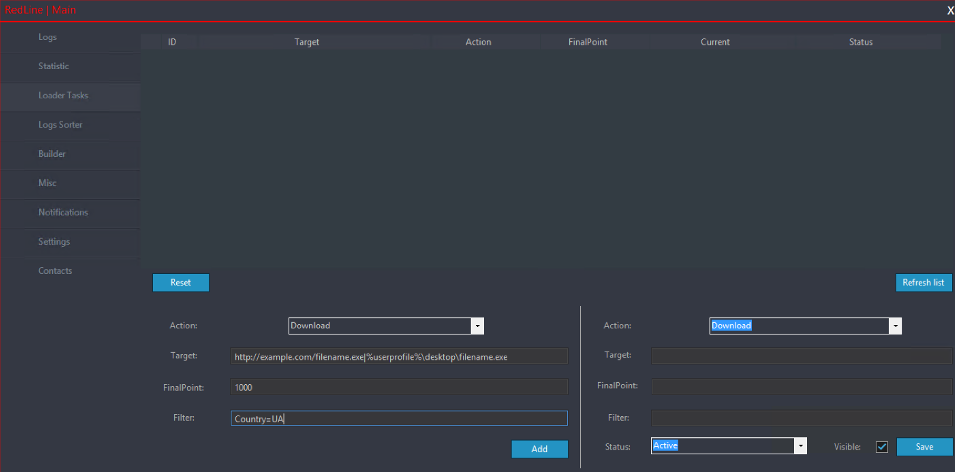 RedLine | Main X
Logs
Statistic
Loader Tasks
Logs Sorter
Builder
Misc
Notifications
Settings
Contacts
ID Target Action FinalPoint Current Status
Reset Refresh list
Action: Download
Target: http://example.com/filename.exe|%userprofile%\desktop\filename.exe
FinalPoint: 1000
Filter: Country=UA
Add
Action: Download
Target:
FinalPoint:
Filter:
Status: Active Visible: Save